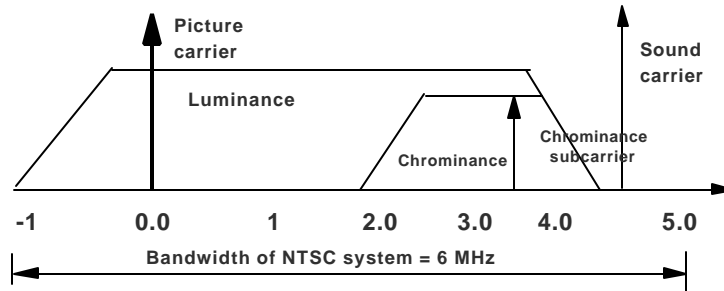 Picture
carrier
Sound
carrier
Luminance
Chrominance
Chrominance
subcarrier
-1 0.0 1 2.0 3.0 4.0 5.0
Bandwidth of NTSC system = 6 MHz